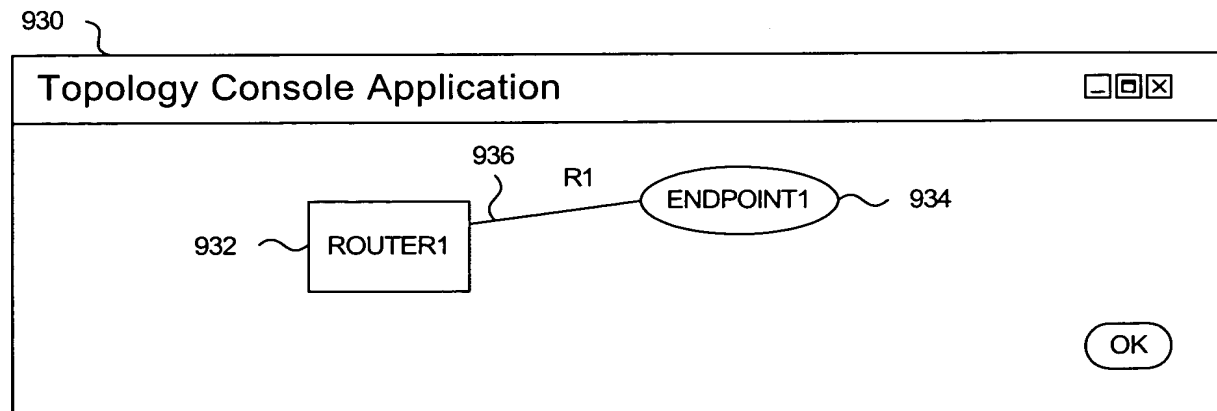 930
Topology Console Application
936
R1
ENDPOINT1
934
932
ROUTER1
OK